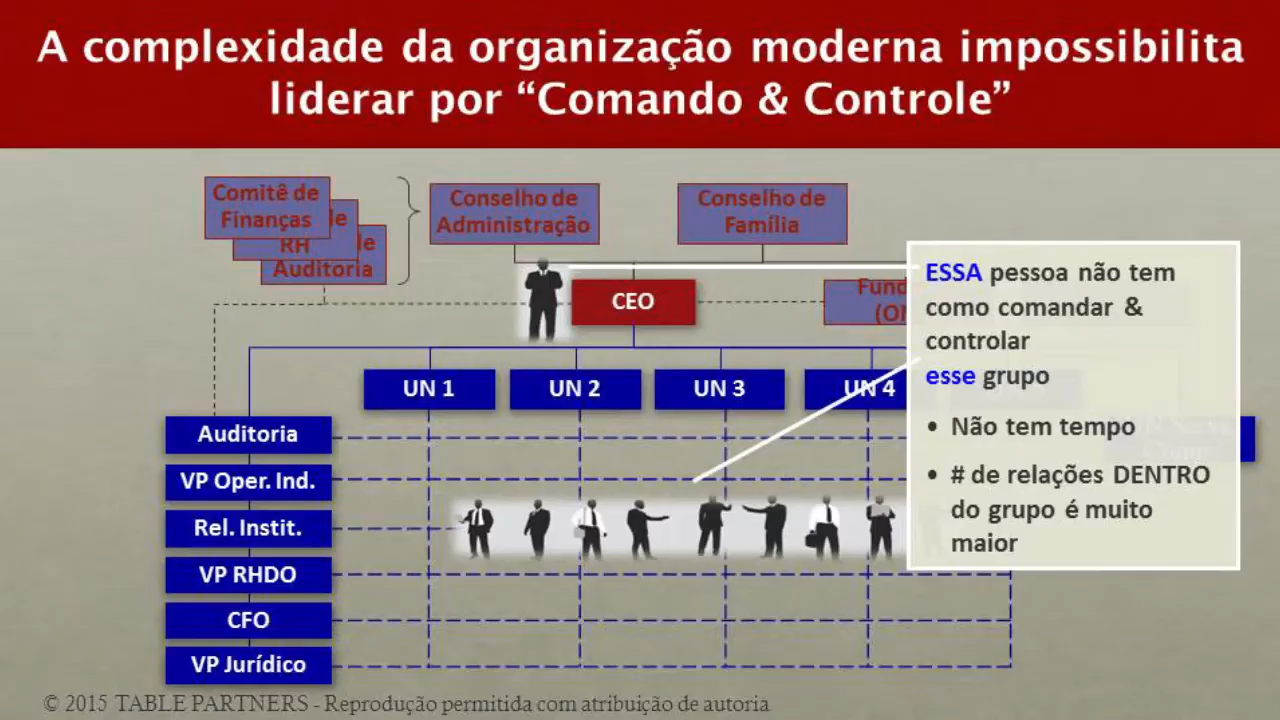 A complexidade da organização moderna impossibilita
liderar por “Comando & Controle”
Comitê de
Finanças
de
RH
de
Auditoria
Conselho de
Administração
Conselho de
Família
CEO
ESSA pessoa não tem
como comandar &
controlar
esse grupo
• Não tem tempo
• # de relações DENTRO
do grupo é muito
maior
UN 1
UN 2
UN 3
UN 4
Auditoria
VP Oper. Ind.
Rel. Instit.
VP RHDO
CFO
VP Jurídico
© 2015 TABLE PARTNERS - Reprodução permitida com atribuição de autoria